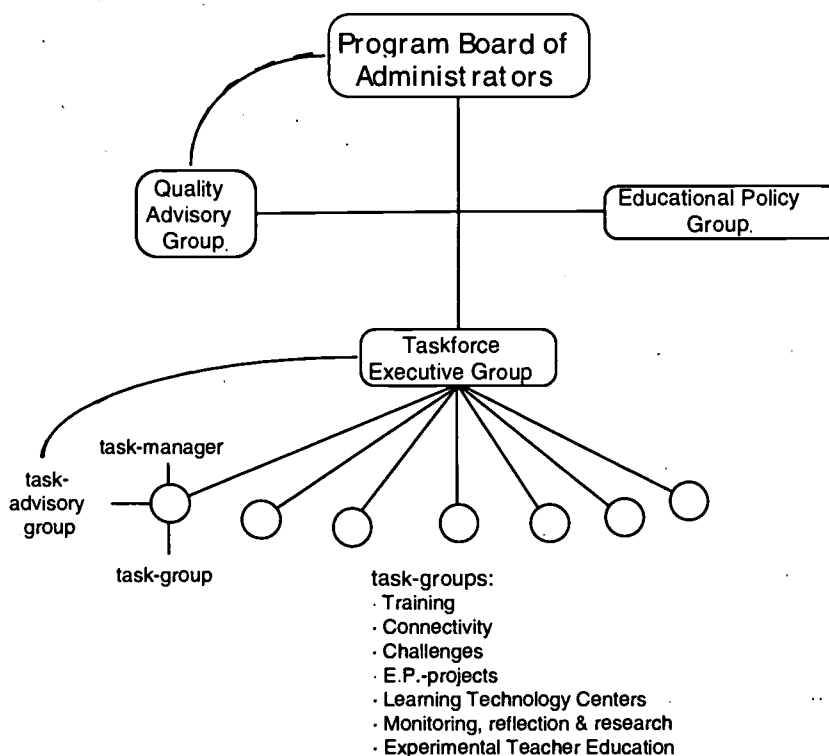 Program Board of
Administrators
Quality
Advisory
Group.
Educational Policy
Group.
Taskforce
Executive Group
task-manager
task-
advisory
group
task-group
task-groups:
· Training
· Connectivity
· Challenges
· E.P.-projects
· Learning Technology Centers
· Monitoring, reflection & research
· Experimental Teacher Education